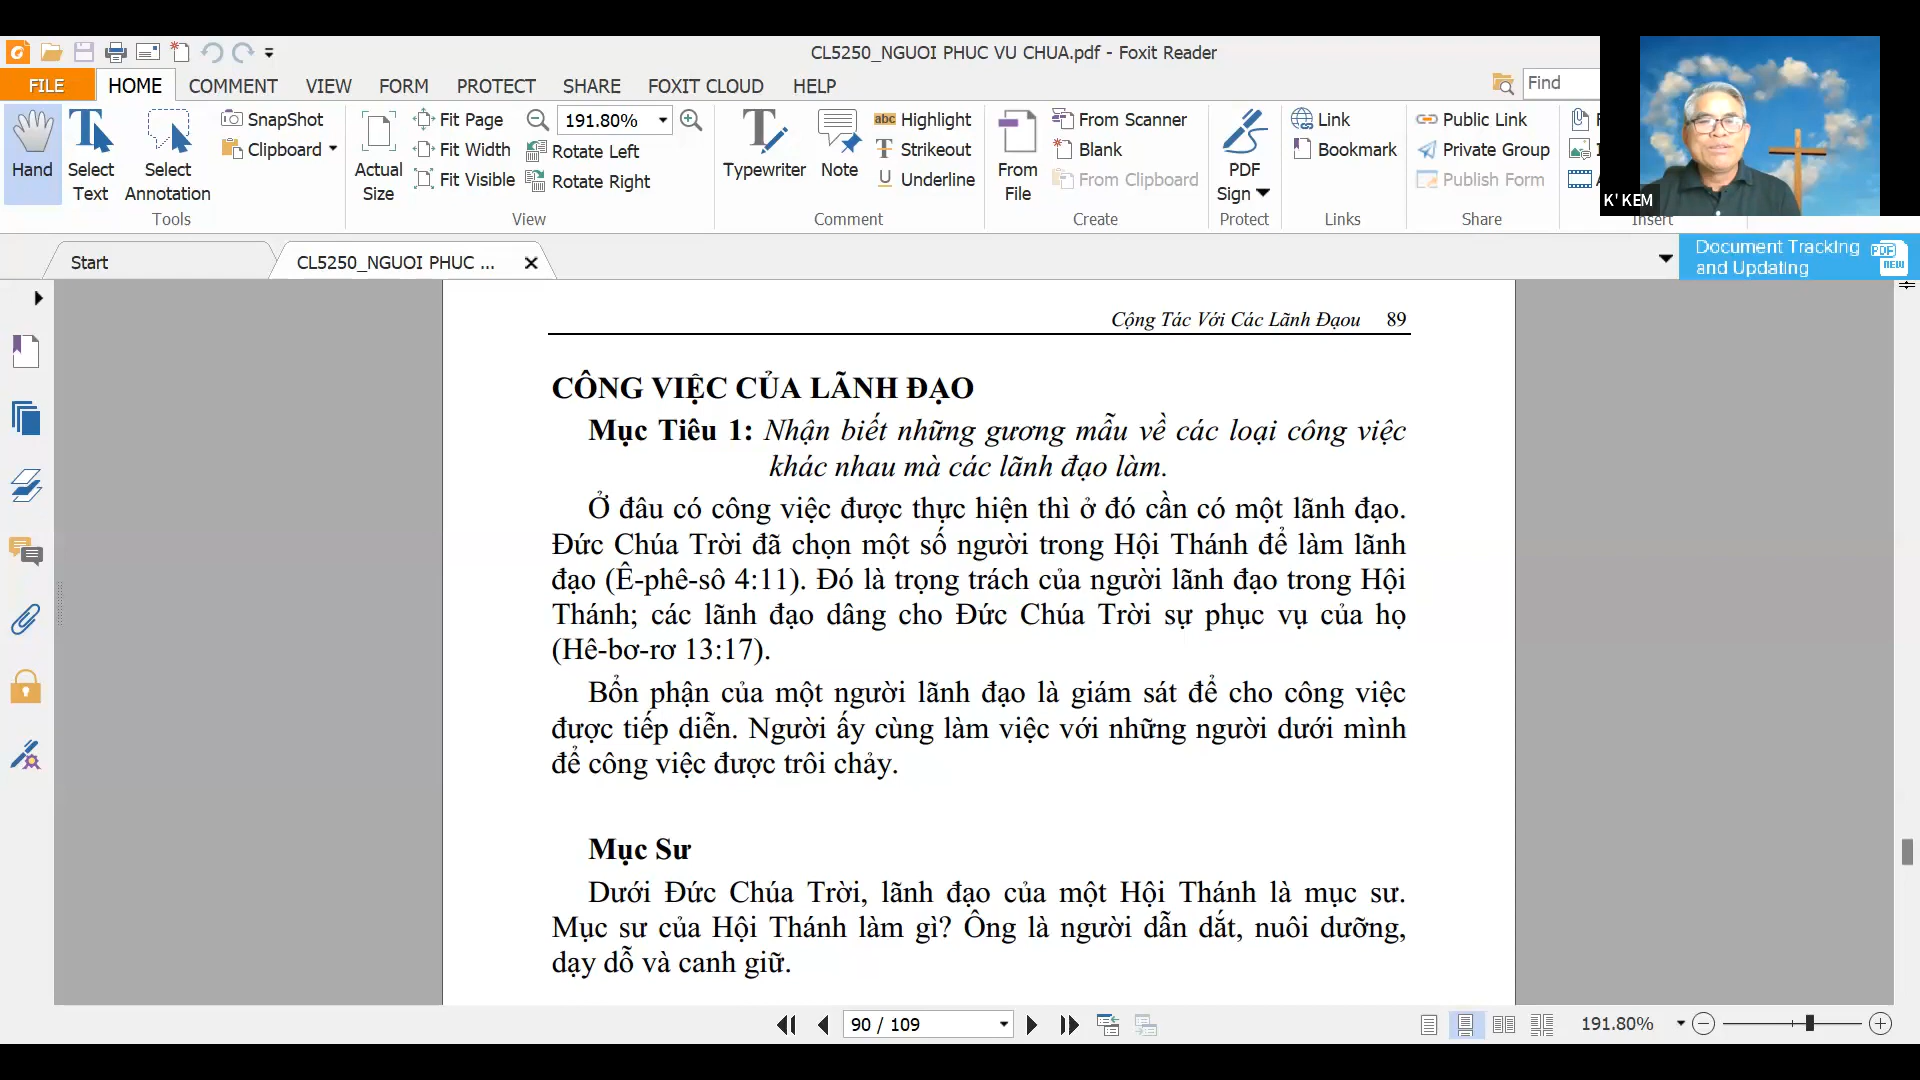 CL5250_NGUOI PHUC VU CHUA.pdf - Foxit Reader
FILE HOME COMMENT VIEW FORM PROTECT SHARE FOXIT CLOUD HELP Find
Hand
Select Text
Select Annotation
SnapShot
Clipboard
Tools
Actual Size
Fit Page
Fit Width
Fit Visible
191.80%
Rotate Left
Rotate Right
View
Typewriter
Note
Highlight
Strikeout
Underline
Comment
From File
From Scanner
Blank
From Clipboard
Create
PDF Sign
Protect
Link
Bookmark
Links
Public Link
Private Group
Publish Form
Share
Insert
K' KEM
Start
CL5250_NGUOI PHUC ...
Document Tracking
and Updating
PDF
NEW
Cộng Tác Với Các Lãnh Đạou 89
CÔNG VIỆC CỦA LÃNH ĐẠO
Mục Tiêu 1: Nhận biết những gương mẫu về các loại công việc
khác nhau mà các lãnh đạo làm.
Ở đâu có công việc được thực hiện thì ở đó cần có một lãnh đạo.
Đức Chúa Trời đã chọn một số người trong Hội Thánh để làm lãnh
đạo (Ê-phê-sô 4:11). Đó là trọng trách của người lãnh đạo trong Hội
Thánh; các lãnh đạo dâng cho Đức Chúa Trời sự phục vụ của họ
(Hê-bơ-rơ 13:17).
Bổn phận của một người lãnh đạo là giám sát để cho công việc
được tiếp diễn. Người ấy cùng làm việc với những người dưới mình
để công việc được trôi chảy.
Mục Sư
Dưới Đức Chúa Trời, lãnh đạo của một Hội Thánh là mục sư.
Mục sư của Hội Thánh làm gì? Ông là người dẫn dắt, nuôi dưỡng,
dạy dỗ và canh giữ.
90 / 109
191.80%